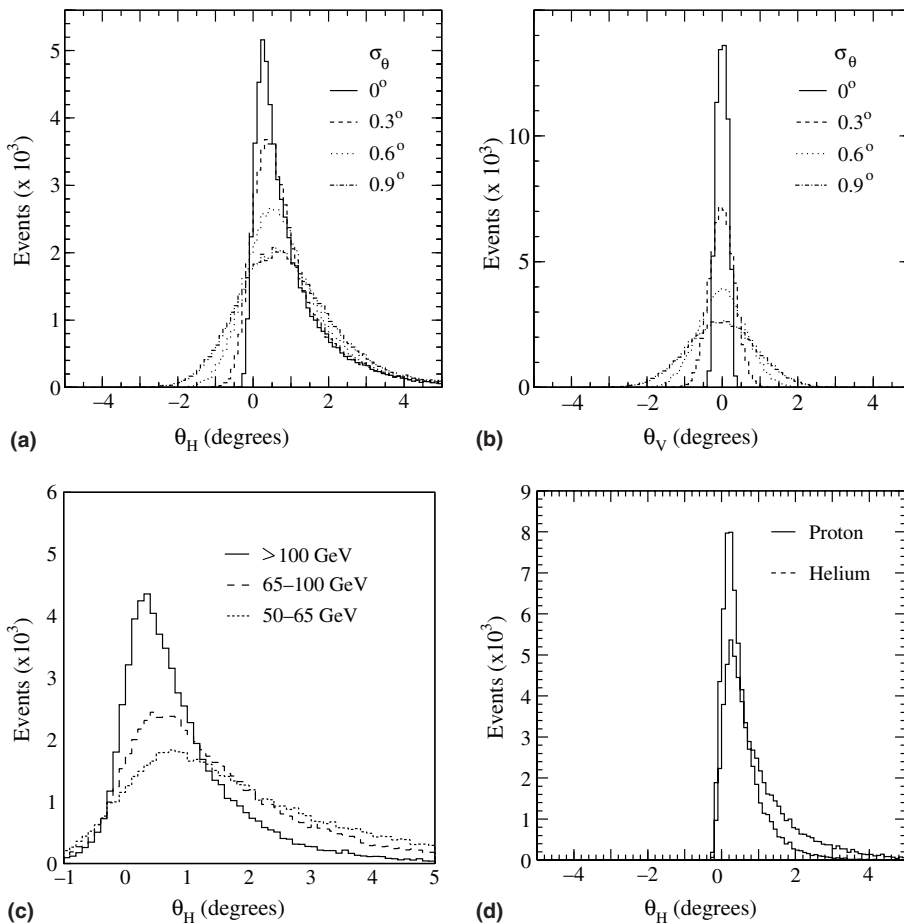 5
4
3
2
1
0
Events (x 10³)
σθ
0°
0.3°
0.6°
0.9°
−4 −2 0 2 4
(a) θH (degrees)
10
5
0
Events (x 10³)
σθ
0°
0.3°
0.6°
0.9°
−4 −2 0 2 4
(b) θV (degrees)
6
5
4
3
2
1
0
Events (x10³)
>100 GeV
65–100 GeV
50–65 GeV
−1 0 1 2 3 4 5
(c) θH (degrees)
9
8
7
6
5
4
3
2
1
0
Events (x10³)
Proton
Helium
−4 −2 0 2 4
(d) θH (degrees)